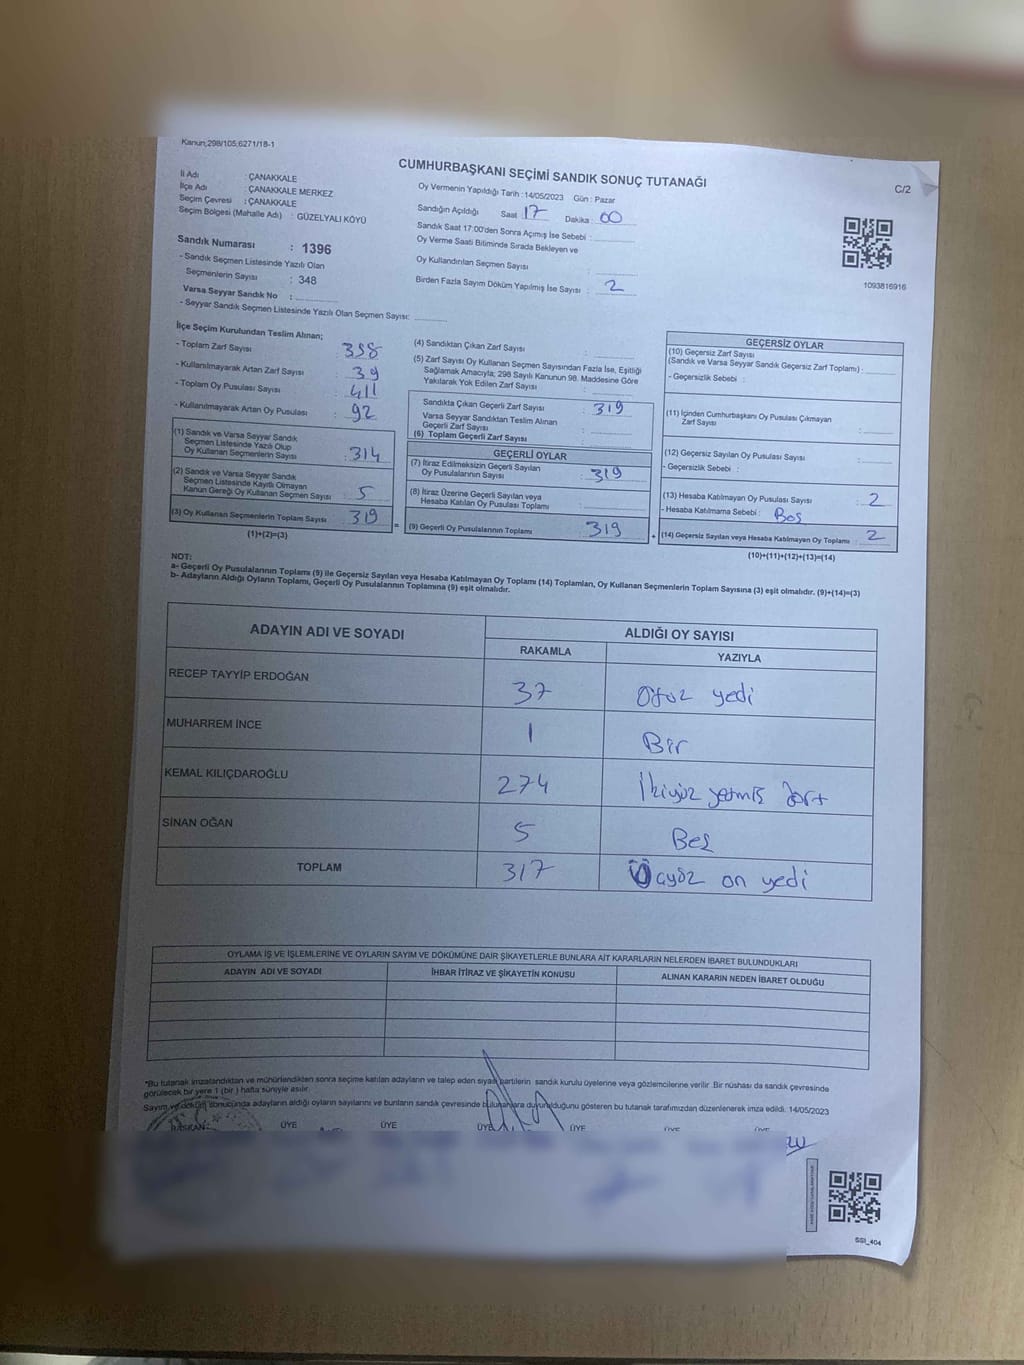 Kanun;298/105;6271/18-1
CUMHURBAŞKANI SEÇİMİ SANDIK SONUÇ TUTANAĞI
C/2
İl Adı : ÇANAKKALE
İlçe Adı : ÇANAKKALE MERKEZ
Seçim Çevresi : ÇANAKKALE
Seçim Bölgesi (Mahalle Adı) : GÜZELYALI KÖYÜ
Sandık Numarası : 1396
- Sandık Seçmen Listesinde Yazılı Olan
Seçmenlerin Sayısı : 348
Varsa Seyyar Sandık No :
- Seyyar Sandık Seçmen Listesinde Yazılı Olan Seçmen Sayısı:
Oy Vermenin Yapıldığı Tarih : 14/05/2023 Gün : Pazar
Sandığın Açıldığı Saat 17 Dakika : 00
Sandık Saat 17:00'den Sonra Açımış İse Sebebi :
Oy Verme Saati Bitiminde Sırada Bekleyen ve
Oy Kullandırılan Seçmen Sayısı :
Birden Fazla Sayım Döküm Yapılmış İse Sayısı : 2
1093816916
İlçe Seçim Kurulundan Teslim Alınan;
- Toplam Zarf Sayısı : 358
- Kullanılmayarak Artan Zarf Sayısı : 39
- Toplam Oy Pusulası Sayısı : 411
- Kullanılmayarak Artan Oy Pusulası : 92
(1) Sandık ve Varsa Seyyar Sandık
Seçmen Listesinde Yazılı Olup
Oy Kullanan Seçmenlerin Sayısı : 314
(2) Sandık ve Varsa Seyyar Sandık
Seçmen Listesinde Kayıtlı Olmayan
Kanun Gereği Oy Kullanan Seçmen Sayısı : 5
(3) Oy Kullanan Seçmenlerin Toplam Sayısı : 319
(1)+(2)=(3)
=
(4) Sandıktan Çıkan Zarf Sayısı :
(5) Zarf Sayısı Oy Kullanan Seçmen Sayısından Fazla İse, Eşitliği
Sağlamak Amacıyla; 298 Sayılı Kanunun 98. Maddesine Göre
Yakılarak Yok Edilen Zarf Sayısı :
Sandıkta Çıkan Geçerli Zarf Sayısı : 319
Varsa Seyyar Sandıktan Teslim Alınan
Geçerli Zarf Sayısı :
(6) Toplam Geçerli Zarf Sayısı :
GEÇERLİ OYLAR
(7) İtiraz Edilmeksizin Geçerli Sayılan
Oy Pusulalarının Sayısı : 319
(8) İtiraz Üzerine Geçerli Sayılan veya
Hesaba Katılan Oy Pusulası Toplamı :
(9) Geçerli Oy Pusulalarının Toplamı : 319
+
GEÇERSİZ OYLAR
(10) Geçersiz Zarf Sayısı
(Sandık ve Varsa Seyyar Sandık Geçersiz Zarf Toplamı) :
- Geçersizlik Sebebi :
(11) İçinden Cumhurbaşkanı Oy Pusulası Çıkmayan
Zarf Sayısı :
(12) Geçersiz Sayılan Oy Pusulası Sayısı :
- Geçersizlik Sebebi :
(13) Hesaba Katılmayan Oy Pusulası Sayısı : 2
- Hesaba Katılmama Sebebi : Boş
(14) Geçersiz Sayılan veya Hesaba Katılmayan Oy Toplamı : 2
(10)+(11)+(12)+(13)=(14)
NOT:
a- Geçerli Oy Pusulalarının Toplamı (9) ile Geçersiz Sayılan veya Hesaba Katılmayan Oy Toplamı (14) Toplamları, Oy Kullanan Seçmenlerin Toplam Sayısına (3) eşit olmalıdır. (9)+(14)=(3)
b- Adayların Aldığı Oyların Toplamı, Geçerli Oy Pusulalarının Toplamına (9) eşit olmalıdır.
ADAYIN ADI VE SOYADI ALDIĞI OY SAYISI
RAKAMLA YAZIYLA
RECEP TAYYİP ERDOĞAN 37 Otuz yedi
MUHARREM İNCE 1 Bir
KEMAL KILIÇDAROĞLU 274 İkiyüz yetmiş dört
SİNAN OĞAN 5 Beş
TOPLAM 317 Üçyüz on yedi
OYLAMA İŞ VE İŞLEMLERİNE VE OYLARIN SAYIM VE DÖKÜMÜNE DAİR ŞİKAYETLERLE BUNLARA AİT KARARLARIN NELERDEN İBARET BULUNDUKLARI
ADAYIN ADI VE SOYADI İHBAR İTİRAZ VE ŞİKAYETİN KONUSU ALINAN KARARIN NEDEN İBARET OLDUĞU
*Bu tutanak imzalandıktan ve mühürlendikten sonra seçime katılan adayların ve talep eden siyasi partilerin sandık kurulu üyelerine veya gözlemcilerine verilir. Bir nüshası da sandık çevresinde
görülecek bir yere 1 (bir ) hafta süreyle asılır.
Sayım ve döküm sonucunda adayların aldığı oyların sayılarını ve bunların sandık çevresinde bulunanlara duyurulduğunu gösteren bu tutanak tarafımızdan düzenlenerek imza edildi. 14/05/2023
BAŞKAN ÜYE ÜYE ÜYE ÜYE ÜYE ÜYE
SSI_404